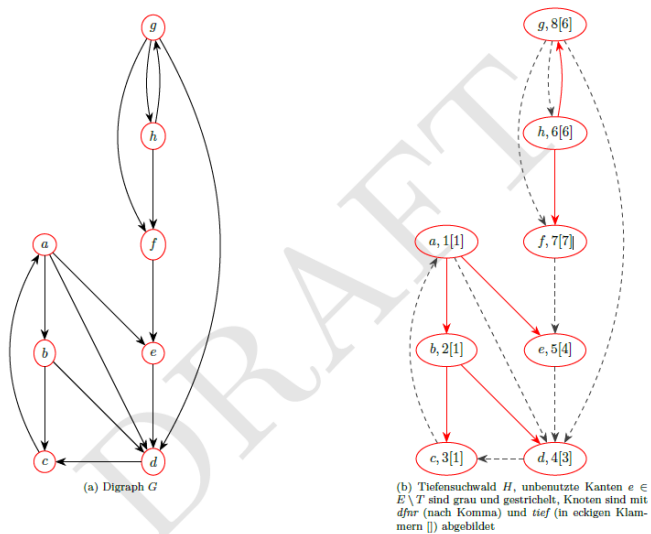 g
h
f
a
b
e
c
d
(a) Digraph G
g, 8[6]
h, 6[6]
f, 7[7]
a, 1[1]
b, 2[1]
e, 5[4]
c, 3[1]
d, 4[3]
(b) Tiefensuchwald H, unbenutzte Kanten e ∈
E \ T sind grau und gestrichelt, Knoten sind mit
dfnr (nach Komma) und tief (in eckigen Klam-
mern []) abgebildet
DRAFT